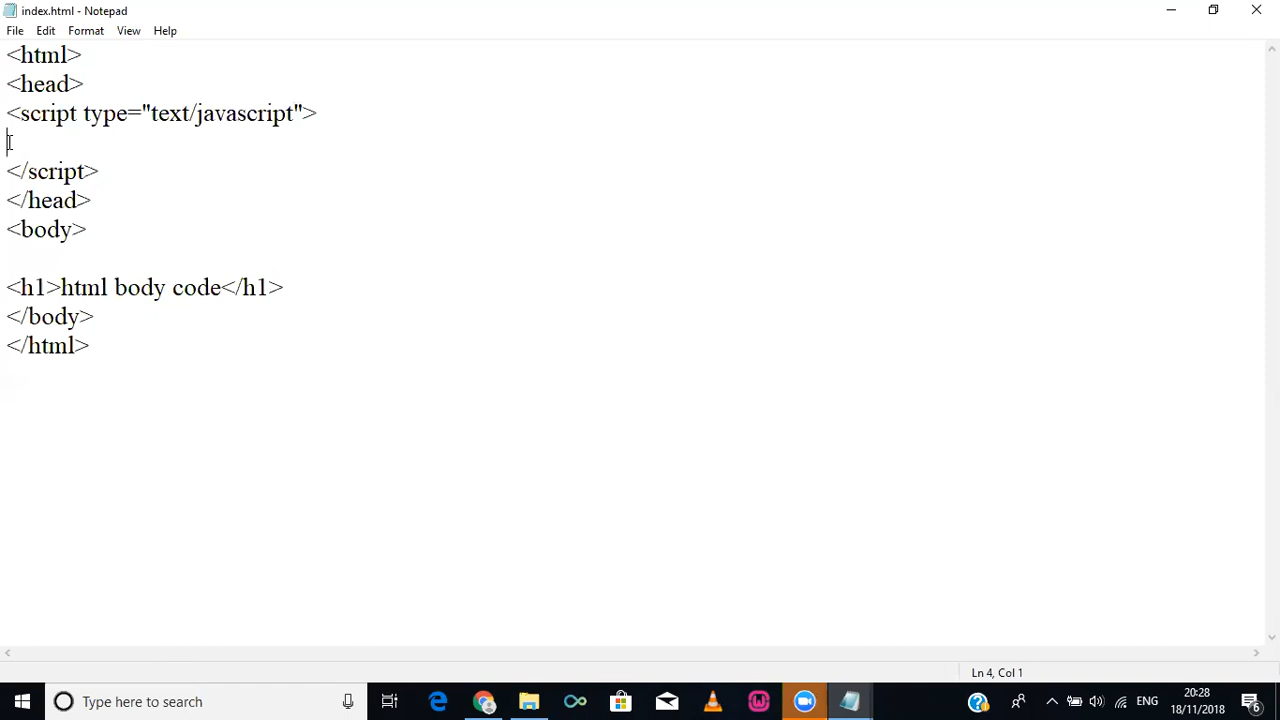 index.html - Notepad
File Edit Format View Help
<html>
<head>
<script type="text/javascript">
</script>
</head>
<body>
<h1>html body code</h1>
</body>
</html>
Ln 4, Col 1
Type here to search
ENG
20:28
18/11/2018
6